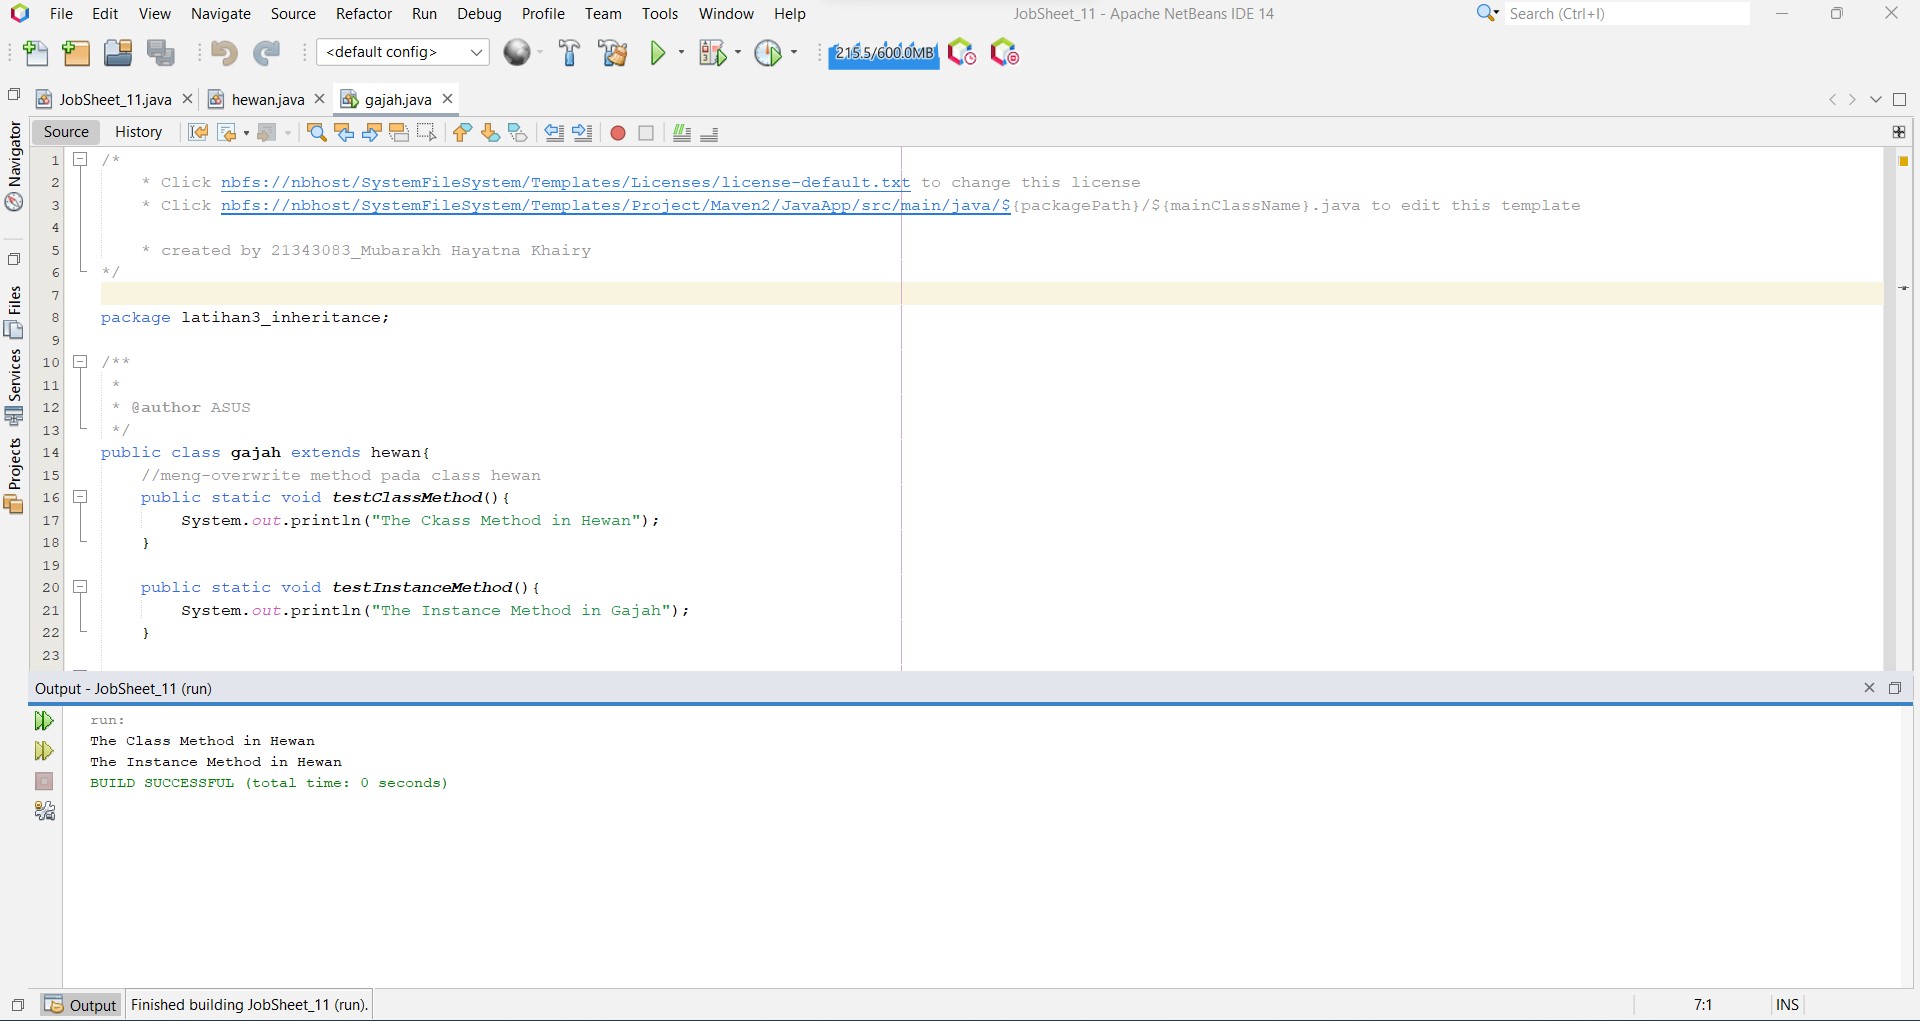 File Edit View Navigate Source Refactor Run Debug Profile Team Tools Window Help JobSheet_11 - Apache NetBeans IDE 14 Search (Ctrl+I)
<default config> 215.5/600.0MB
JobSheet_11.java hewan.java gajah.java
Source History
Navigator
Files
Services
Projects
1 /*
2 * Click nbfs://nbhost/SystemFileSystem/Templates/Licenses/license-default.txt to change this license
3 * Click nbfs://nbhost/SystemFileSystem/Templates/Project/Maven2/JavaApp/src/main/java/${packagePath}/${mainClassName}.java to edit this template
4
5 * created by 21343083_Mubarakh Hayatna Khairy
6 */
7
8 package latihan3_inheritance;
9
10 /**
11 *
12 * @author ASUS
13 */
14 public class gajah extends hewan{
15 //meng-overwrite method pada class hewan
16 public static void testClassMethod(){
17 System.out.println("The Ckass Method in Hewan");
18 }
19
20 public static void testInstanceMethod(){
21 System.out.println("The Instance Method in Gajah");
22 }
23
Output - JobSheet_11 (run)
run:
The Class Method in Hewan
The Instance Method in Hewan
BUILD SUCCESSFUL (total time: 0 seconds)
Output Finished building JobSheet_11 (run). 7:1 INS